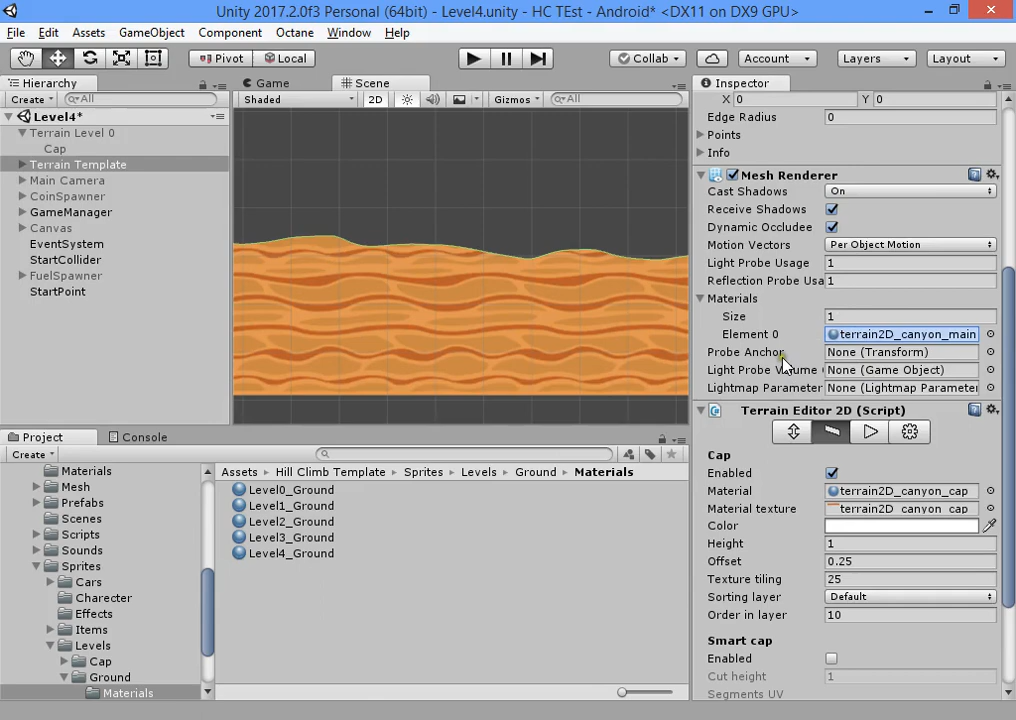 Unity 2017.2.0f3 Personal (64bit) - Level4.unity - HC TEst - Android* <DX11 on DX9 GPU>
File Edit Assets GameObject Component Octane Window Help
Pivot Local Collab Account Layers Layout
Hierarchy
Create All
Level4*
Terrain Level 0
Cap
Terrain Template
Main Camera
CoinSpawner
GameManager
Canvas
EventSystem
StartCollider
FuelSpawner
StartPoint
Game Scene
Shaded 2D Gizmos All
Inspector
X 0 Y 0
Edge Radius 0
Points
Info
Mesh Renderer
Cast Shadows On
Receive Shadows
Dynamic Occludee
Motion Vectors Per Object Motion
Light Probe Usage 1
Reflection Probe Usa 1
Materials
Size 1
Element 0 terrain2D_canyon_main
Probe Anchor None (Transform)
Light Probe Volume None (Game Object)
Lightmap Parameter None (Lightmap Parameter
Terrain Editor 2D (Script)
Cap
Enabled
Material terrain2D_canyon_cap
Material texture terrain2D_canyon_cap
Color
Height 1
Offset 0.25
Texture tiling 25
Sorting layer Default
Order in layer 10
Smart cap
Enabled
Cut height 1
Segments UV
Project Console
Create
Materials
Mesh
Prefabs
Scenes
Scripts
Sounds
Sprites
Cars
Charecter
Effects
Items
Levels
Cap
Ground
Materials
Assets Hill Climb Template Sprites Levels Ground Materials
Level0_Ground
Level1_Ground
Level2_Ground
Level3_Ground
Level4_Ground